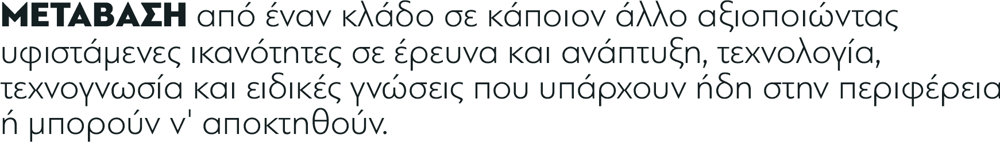 ΜΕΤΑΒΑΣΗ από έναν κλάδο σε κάποιον άλλο αξιοποιώντας
υφιστάμενες ικανότητες σε έρευνα και ανάπτυξη, τεχνολογία,
τεχνογνωσία και ειδικές γνώσεις που υπάρχουν ήδη στην περιφέρεια
ή μπορούν ν' αποκτηθούν.